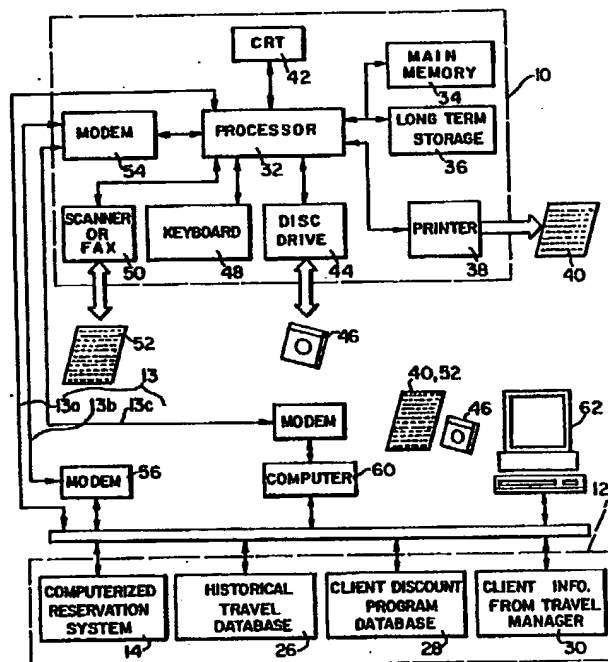 CRT
42
MAIN
MEMORY
34
10
MODEM
54
PROCESSOR
32
LONG TERM
STORAGE
36
SCANNER
OR
FAX
50
KEYBOARD
48
DISC
DRIVE
44
PRINTER
38
40
52
46
13
13a
13b
13c
MODEM
40,52
46
62
MODEM
56
COMPUTER
60
12
COMPUTERIZED
RESERVATION
SYSTEM
14
HISTORICAL
TRAVEL
DATABASE
26
CLIENT DISCOUNT
PROGRAM
DATABASE
28
CLIENT INFO.
FROM TRAVEL
MANAGER
30